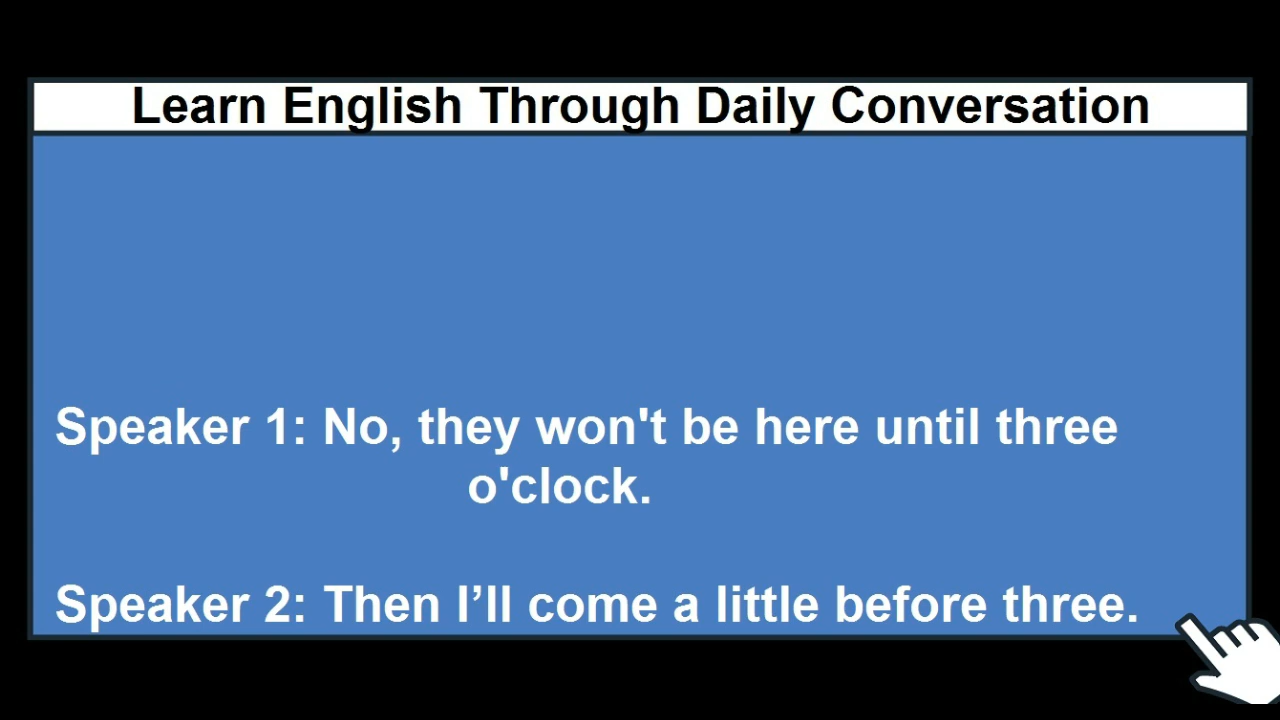 Learn English Through Daily Conversation
Speaker 1: No, they won't be here until three
o'clock.
Speaker 2: Then I’ll come a little before three.